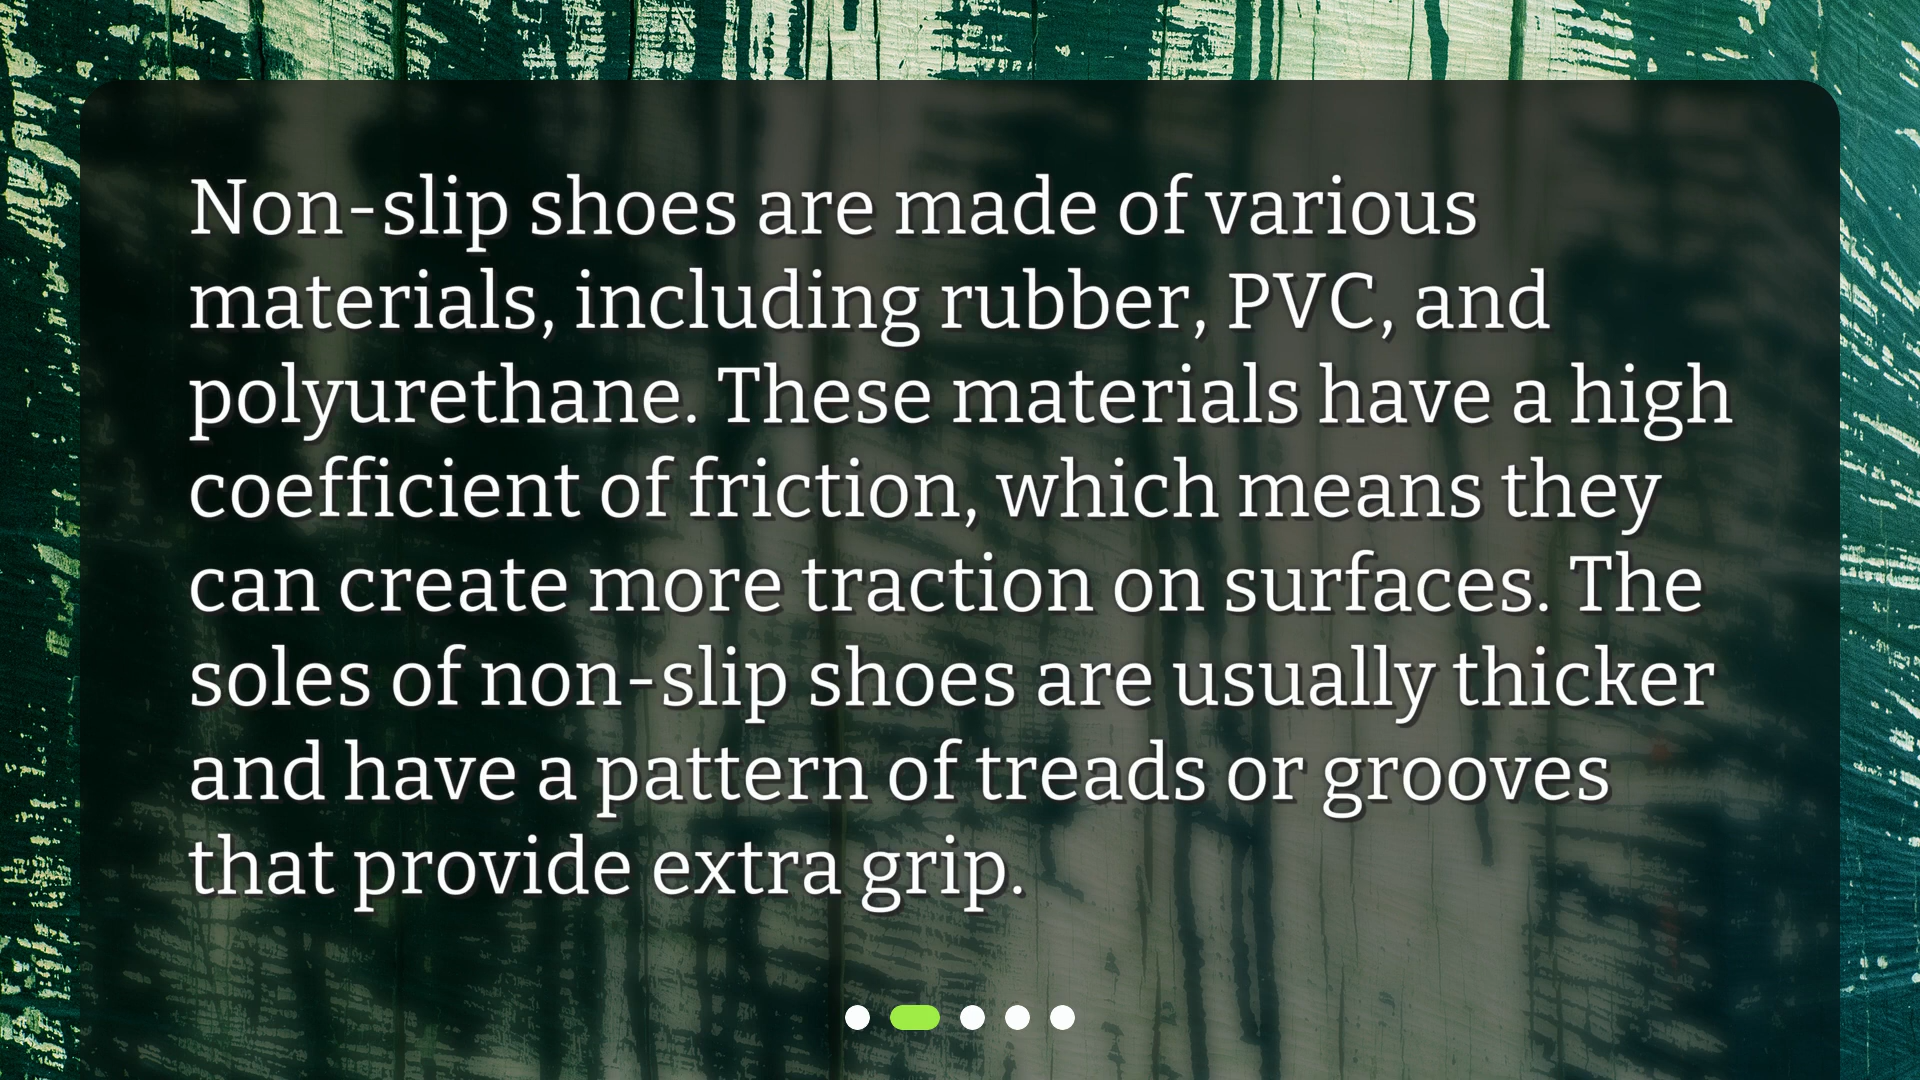 Non-slip shoes are made of various
materials, including rubber, PVC, and
polyurethane. These materials have a high
coefficient of friction, which means they
can create more traction on surfaces. The
soles of non-slip shoes are usually thicker
and have a pattern of treads or grooves
that provide extra grip.